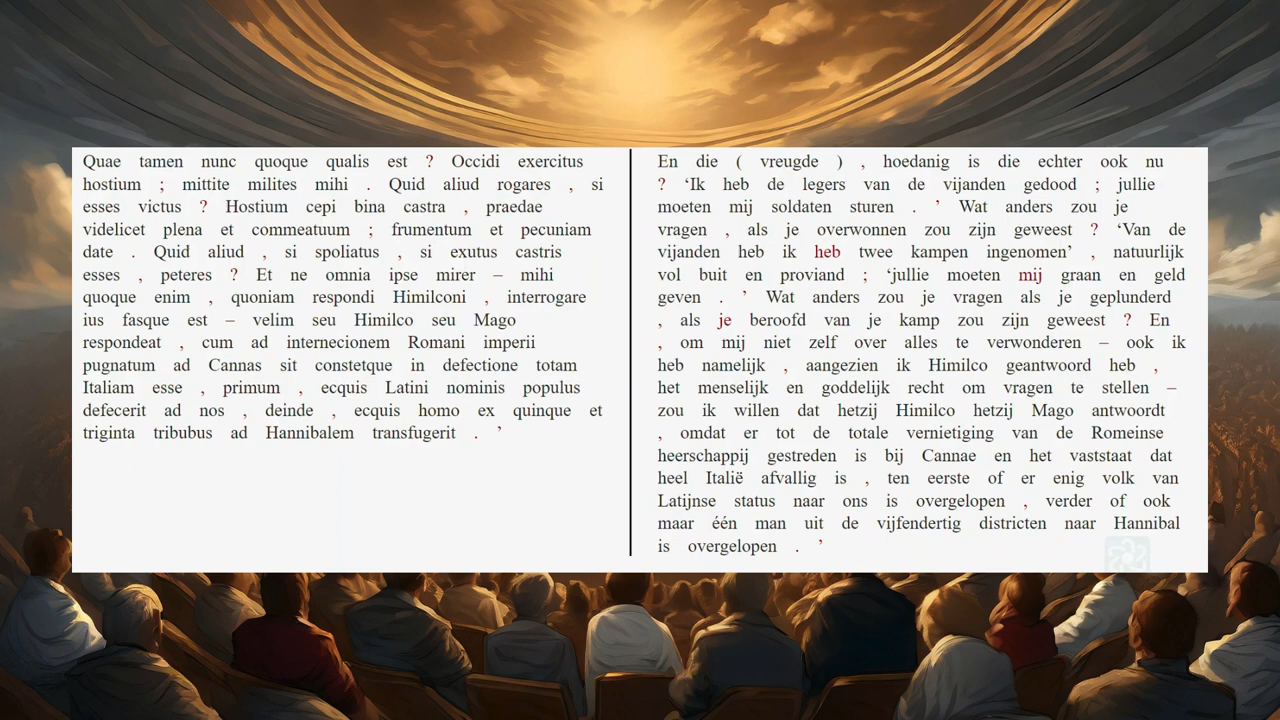 Quae tamen nunc quoque qualis est ? Occidi exercitus
hostium ; mittite milites mihi . Quid aliud rogares , si
esses victus ? Hostium cepi bina castra , praedae
videlicet plena et commeatuum ; frumentum et pecuniam
date . Quid aliud , si spoliatus , si exutus castris
esses , peteres ? Et ne omnia ipse mirer – mihi
quoque enim , quoniam respondi Himilconi , interrogare
ius fasque est – velim seu Himilco seu Mago
respondeat , cum ad internecionem Romani imperii
pugnatum ad Cannas sit constetque in defectione totam
Italiam esse , primum , ecquis Latini nominis populus
defecerit ad nos , deinde , ecquis homo ex quinque et
triginta tribubus ad Hannibalem transfugerit . ’
En die ( vreugde ) , hoedanig is die echter ook nu
? ‘Ik heb de legers van de vijanden gedood ; jullie
moeten mij soldaten sturen . ’ Wat anders zou je
vragen , als je overwonnen zou zijn geweest ? ‘Van de
vijanden heb ik heb twee kampen ingenomen’ , natuurlijk
vol buit en proviand ; ‘jullie moeten mij graan en geld
geven . ’ Wat anders zou je vragen als je geplunderd
, als je beroofd van je kamp zou zijn geweest ? En
, om mij niet zelf over alles te verwonderen – ook ik
heb namelijk , aangezien ik Himilco geantwoord heb ,
het menselijk en goddelijk recht om vragen te stellen –
zou ik willen dat hetzij Himilco hetzij Mago antwoordt
, omdat er tot de totale vernietiging van de Romeinse
heerschappij gestreden is bij Cannae en het vaststaat dat
heel Italië afvallig is , ten eerste of er enig volk van
Latijnse status naar ons is overgelopen , verder of ook
maar één man uit de vijfendertig districten naar Hannibal
is overgelopen . ’